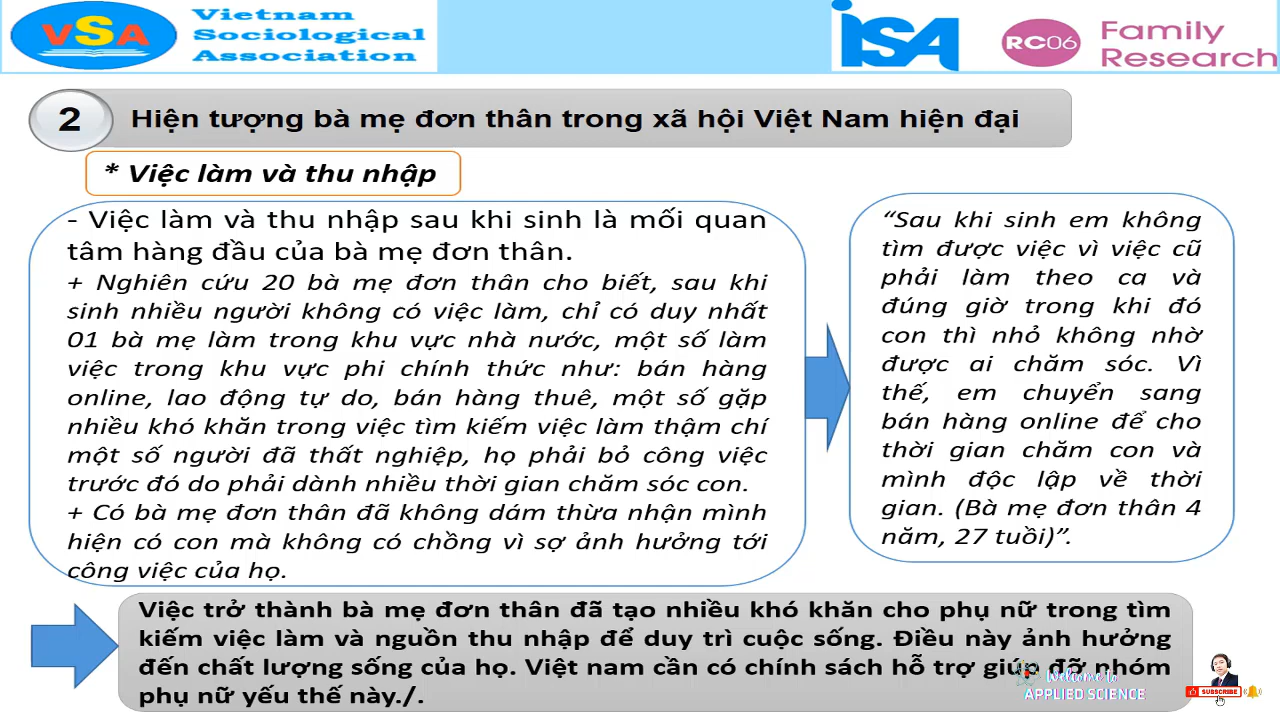 Vietnam
Sociological
Association
VSA
ISA
RC06
Family
Research
2
Hiện tượng bà mẹ đơn thân trong xã hội Việt Nam hiện đại
* Việc làm và thu nhập
- Việc làm và thu nhập sau khi sinh là mối quan
tâm hàng đầu của bà mẹ đơn thân.
+ Nghiên cứu 20 bà mẹ đơn thân cho biết, sau khi
sinh nhiều người không có việc làm, chỉ có duy nhất
01 bà mẹ làm trong khu vực nhà nước, một số làm
việc trong khu vực phi chính thức như: bán hàng
online, lao động tự do, bán hàng thuê, một số gặp
nhiều khó khăn trong việc tìm kiếm việc làm thậm chí
một số người đã thất nghiệp, họ phải bỏ công việc
trước đó do phải dành nhiều thời gian chăm sóc con.
+ Có bà mẹ đơn thân đã không dám thừa nhận mình
hiện có con mà không có chồng vì sợ ảnh hưởng tới
công việc của họ.
“Sau khi sinh em không
tìm được việc vì việc cũ
phải làm theo ca và
đúng giờ trong khi đó
con thì nhỏ không nhờ
được ai chăm sóc. Vì
thế, em chuyển sang
bán hàng online để cho
thời gian chăm con và
mình độc lập về thời
gian. (Bà mẹ đơn thân 4
năm, 27 tuổi)”.
Việc trở thành bà mẹ đơn thân đã tạo nhiều khó khăn cho phụ nữ trong tìm
kiếm việc làm và nguồn thu nhập để duy trì cuộc sống. Điều này ảnh hưởng
đến chất lượng sống của họ. Việt nam cần có chính sách hỗ trợ giúp đỡ nhóm
phụ nữ yếu thế này./.
Welcome to
APPLIED SCIENCE
SUBSCRIBE